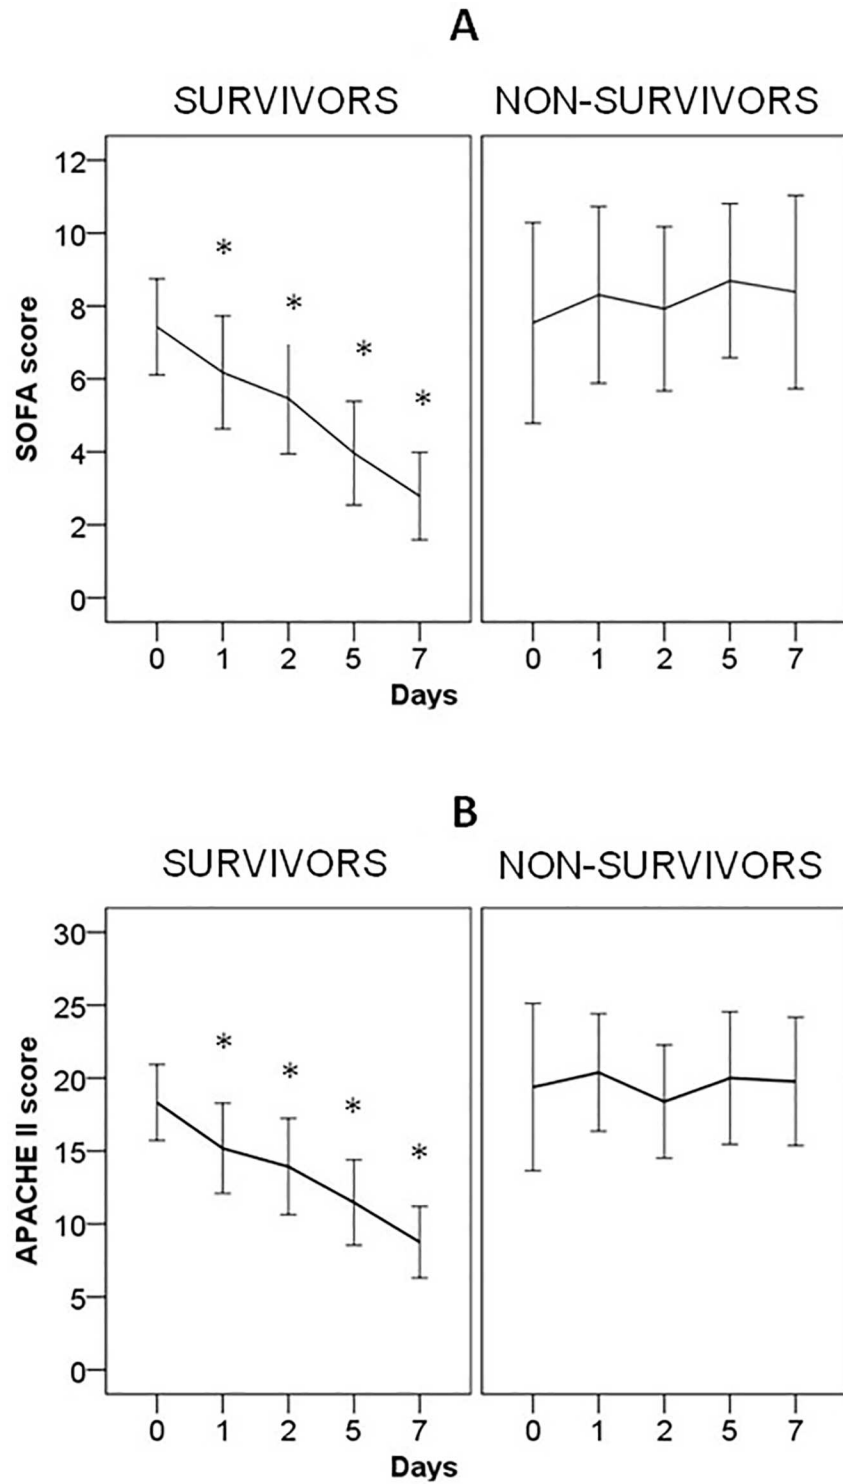 A
SURVIVORS NON-SURVIVORS
12
10
8
6
4
2
0
SOFA score
* * * *
0 1 2 5 7 0 1 2 5 7
Days
B
SURVIVORS NON-SURVIVORS
30
25
20
15
10
5
0
APACHE II score
* * * *
0 1 2 5 7 0 1 2 5 7
Days